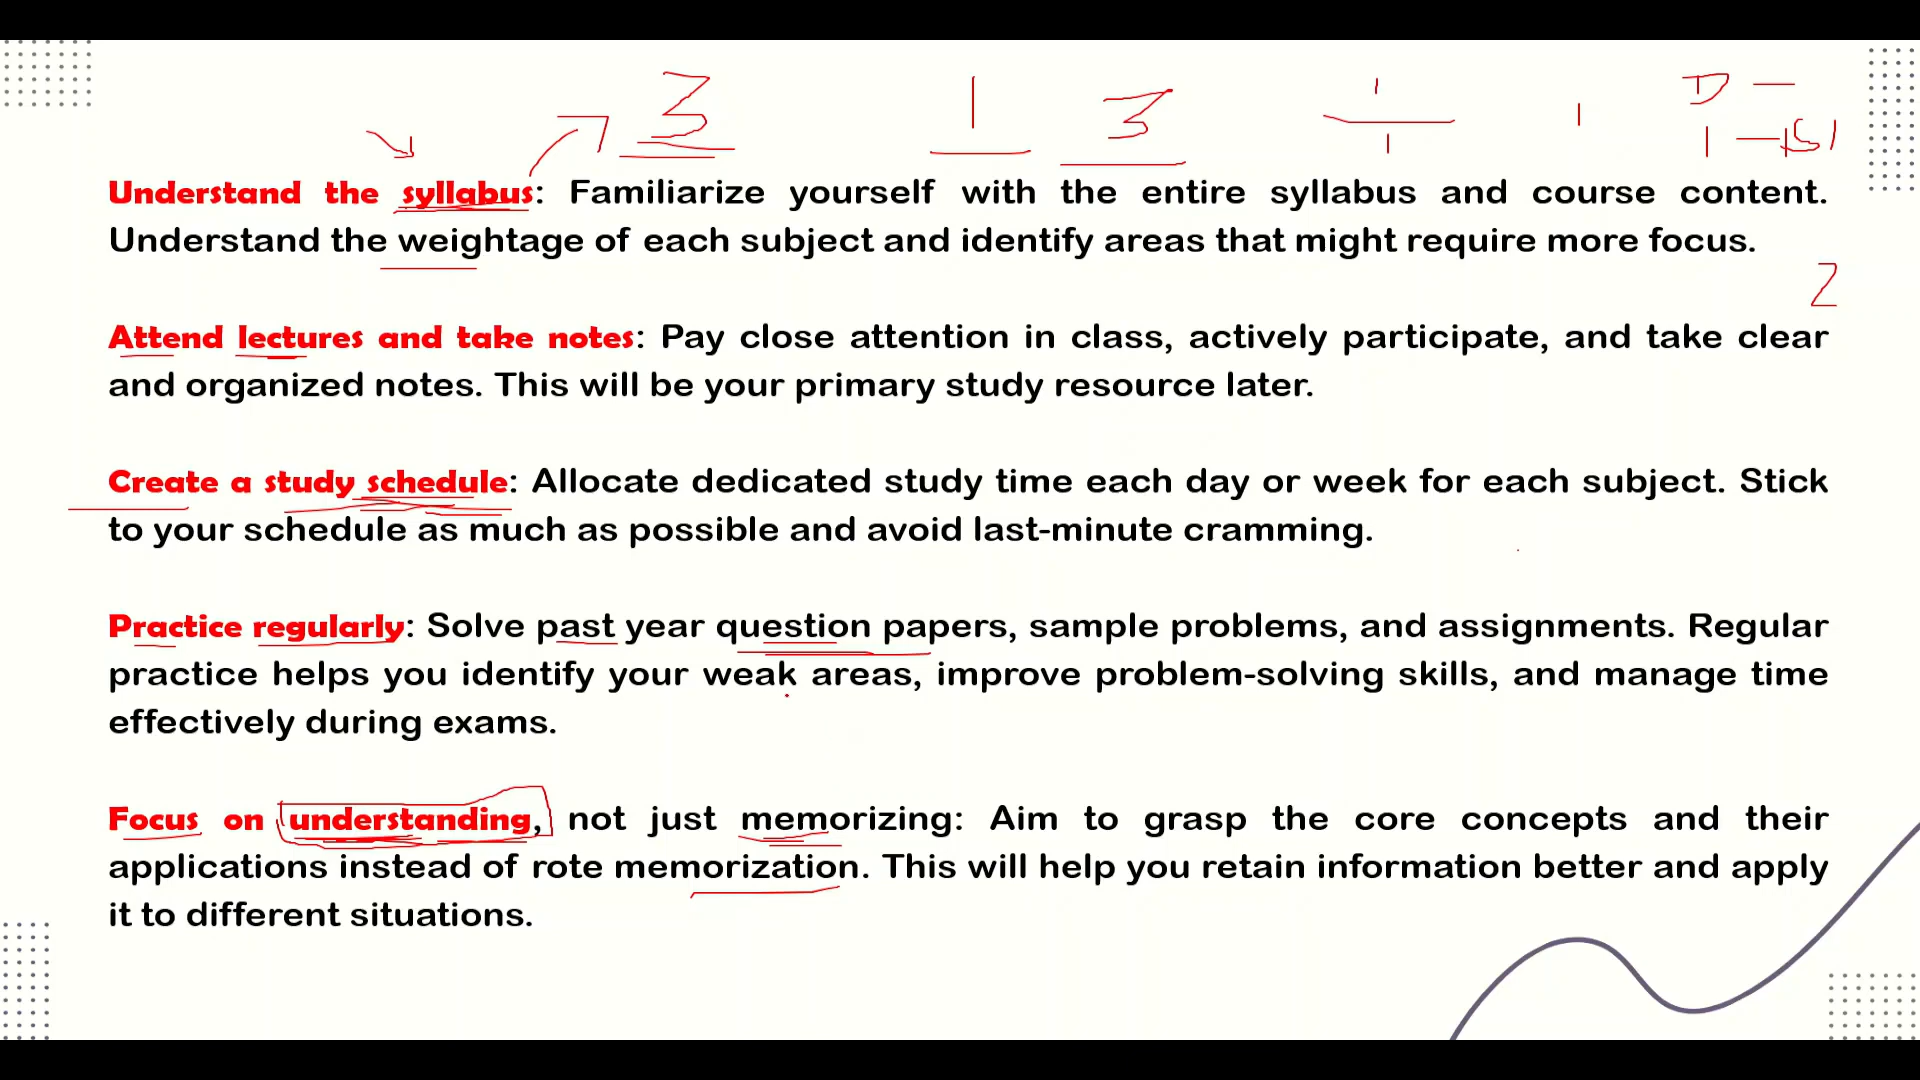 3 1 3
Understand the syllabus: Familiarize yourself with the entire syllabus and course content.
Understand the weightage of each subject and identify areas that might require more focus.
2
Attend lectures and take notes: Pay close attention in class, actively participate, and take clear
and organized notes. This will be your primary study resource later.
Create a study schedule: Allocate dedicated study time each day or week for each subject. Stick
to your schedule as much as possible and avoid last-minute cramming.
Practice regularly: Solve past year question papers, sample problems, and assignments. Regular
practice helps you identify your weak areas, improve problem-solving skills, and manage time
effectively during exams.
Focus on understanding, not just memorizing: Aim to grasp the core concepts and their
applications instead of rote memorization. This will help you retain information better and apply
it to different situations.